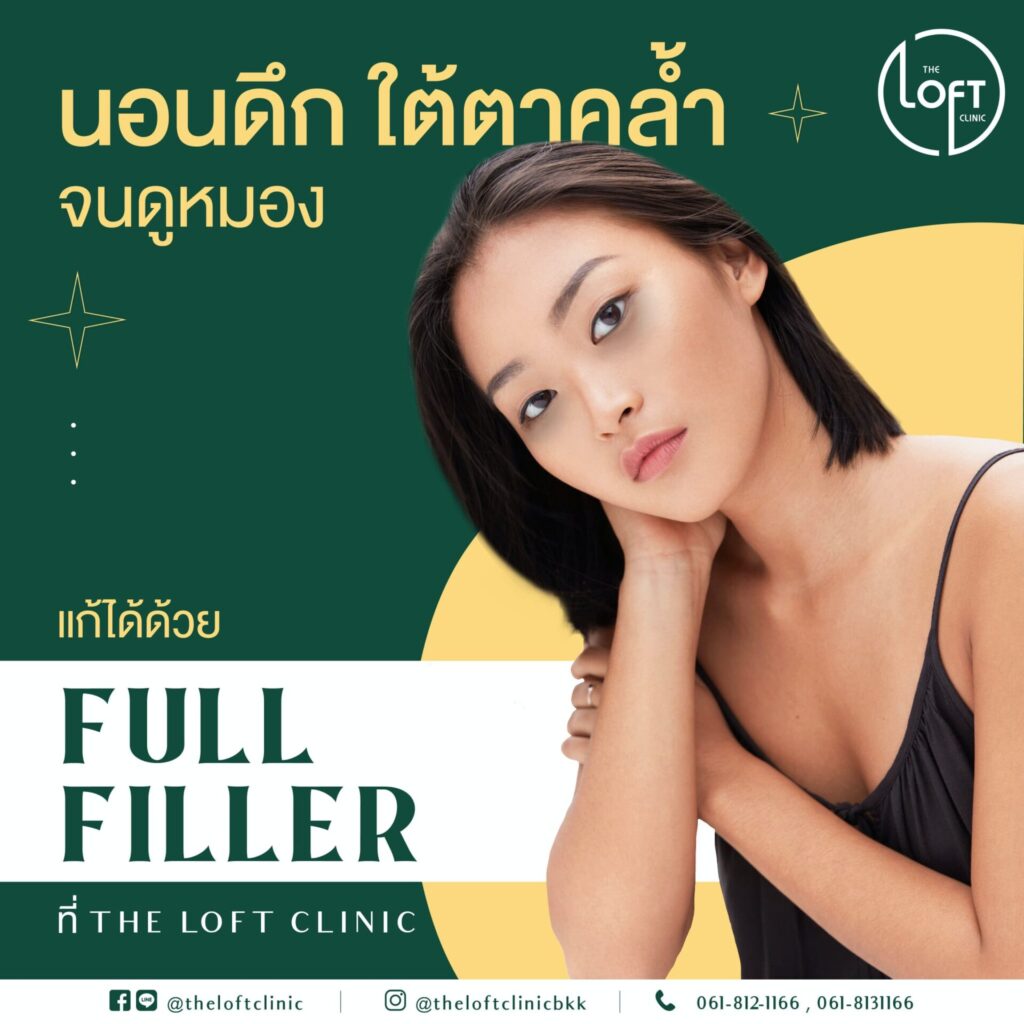 นอนดึก ใต้ตาคล้ำ
จนดูหมอง
THE
LOFT
CLINIC
แก้ได้ด้วย
FULL
FILLER
ที่ THE LOFT CLINIC
LINE @theloftclinic
@theloftclinicbkk
061-812-1166 , 061-8131166